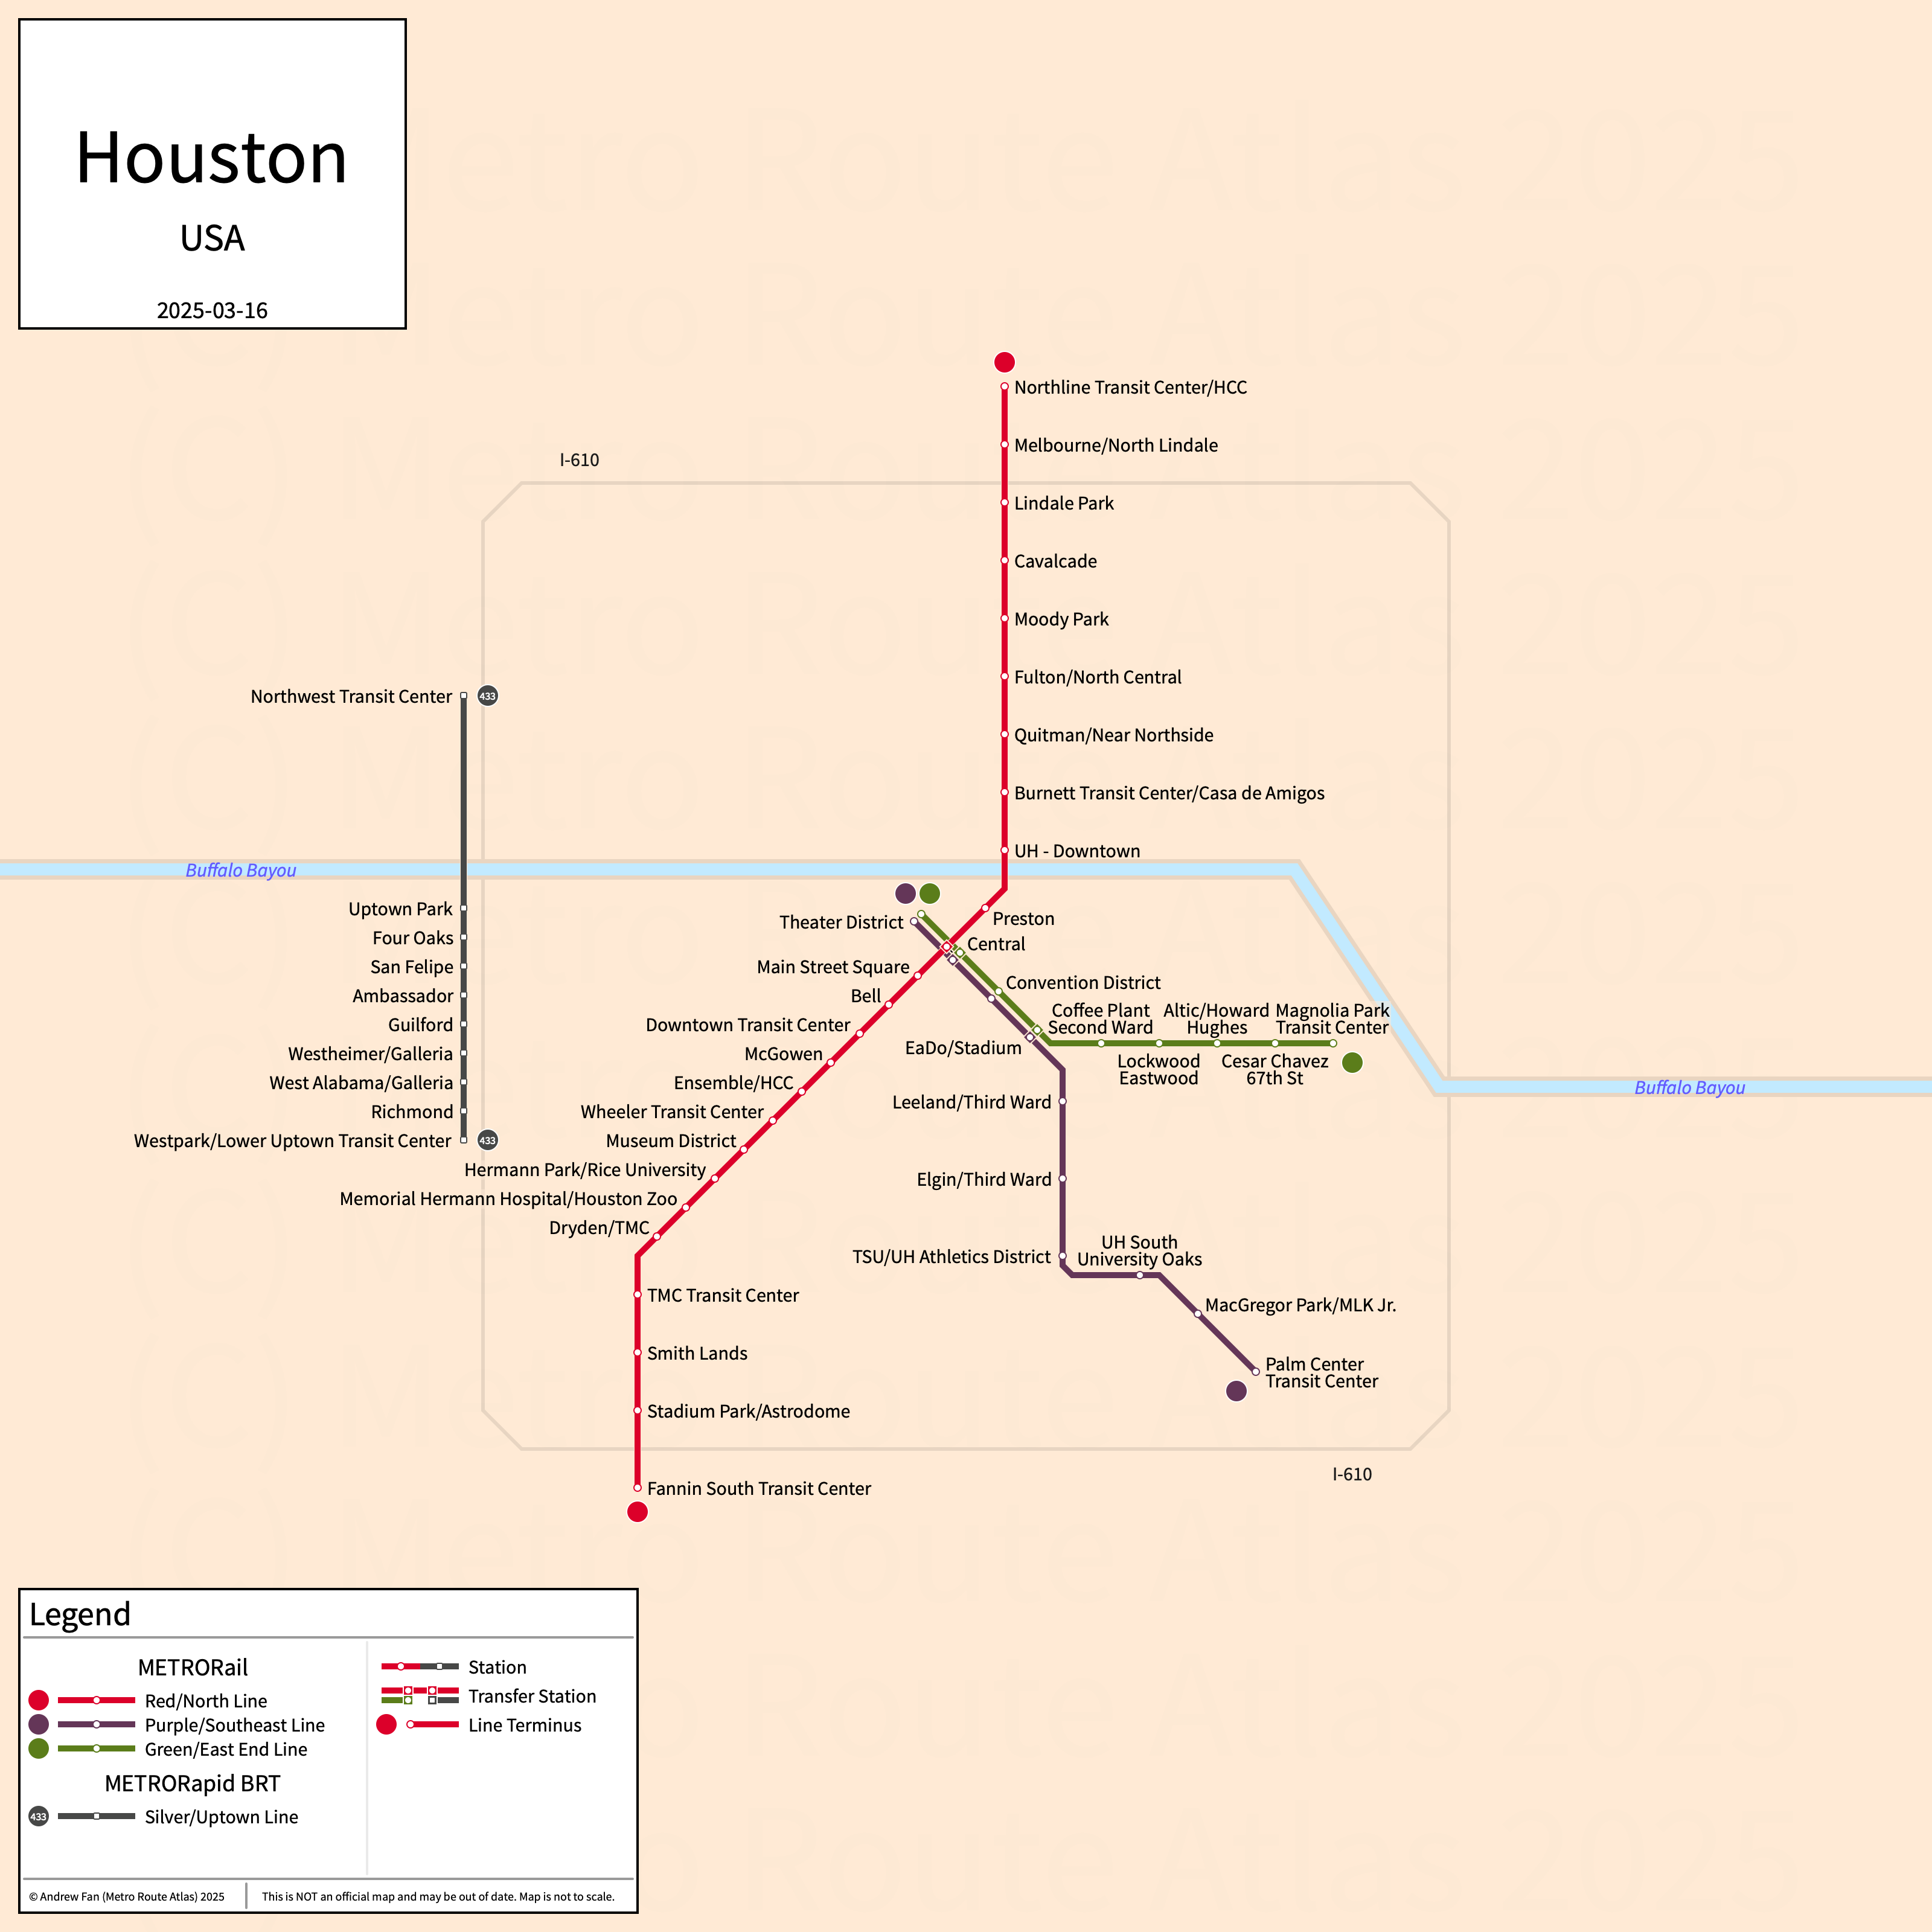 Houston
USA
2025-03-16
Northline Transit Center/HCC
Melbourne/North Lindale
I-610
Lindale Park
Cavalcade
Moody Park
Fulton/North Central
Northwest Transit Center
433
Quitman/Near Northside
Burnett Transit Center/Casa de Amigos
UH - Downtown
Buffalo Bayou
Uptown Park
Four Oaks
San Felipe
Ambassador
Guilford
Westheimer/Galleria
West Alabama/Galleria
Richmond
Westpark/Lower Uptown Transit Center
433
Theater District
Preston
Central
Main Street Square
Bell
Downtown Transit Center
McGowen
Ensemble/HCC
Wheeler Transit Center
Museum District
Hermann Park/Rice University
Memorial Hermann Hospital/Houston Zoo
Dryden/TMC
TMC Transit Center
Smith Lands
Stadium Park/Astrodome
Fannin South Transit Center
Convention District
EaDo/Stadium
Coffee Plant
Second Ward
Lockwood
Eastwood
Altic/Howard
Hughes
Cesar Chavez
67th St
Magnolia Park
Transit Center
Buffalo Bayou
Leeland/Third Ward
Elgin/Third Ward
TSU/UH Athletics District
UH South
University Oaks
MacGregor Park/MLK Jr.
Palm Center
Transit Center
I-610
Legend
METRORail
Red/North Line
Purple/Southeast Line
Green/East End Line
METRORapid BRT
433
Silver/Uptown Line
Station
Transfer Station
Line Terminus
© Andrew Fan (Metro Route Atlas) 2025
This is NOT an official map and may be out of date. Map is not to scale.